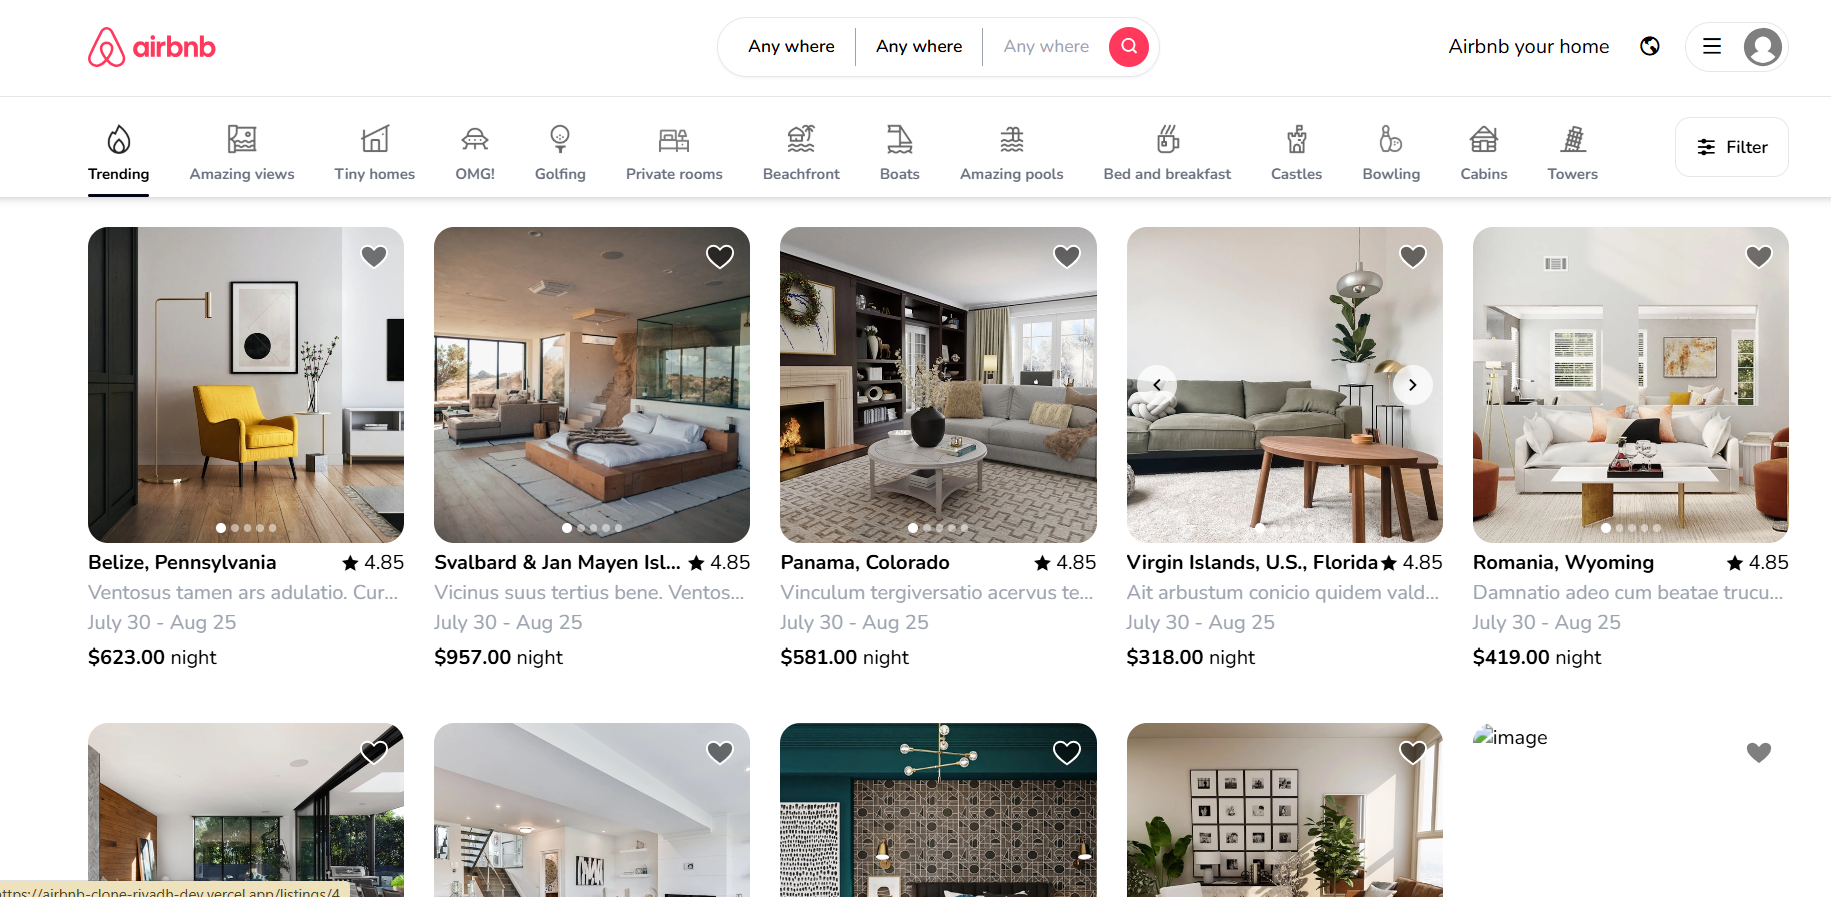 airbnb
Any where
Any where
Any where
Airbnb your home
Trending
Amazing views
Tiny homes
OMG!
Golfing
Private rooms
Beachfront
Boats
Amazing pools
Bed and breakfast
Castles
Bowling
Cabins
Towers
Filter
Belize, Pennsylvania
4.85
Ventosus tamen ars adulatio. Cur...
July 30 - Aug 25
$623.00 night
Svalbard & Jan Mayen Isl...
4.85
Vicinus suus tertius bene. Ventos...
July 30 - Aug 25
$957.00 night
Panama, Colorado
4.85
Vinculum tergiversatio acervus te...
July 30 - Aug 25
$581.00 night
Virgin Islands, U.S., Florida
4.85
Ait arbustum conicio quidem vald...
July 30 - Aug 25
$318.00 night
Romania, Wyoming
4.85
Damnatio adeo cum beatae trucu...
July 30 - Aug 25
$419.00 night
image
https://airbnb-clone-riyadh-dev.vercel.app/listings/4